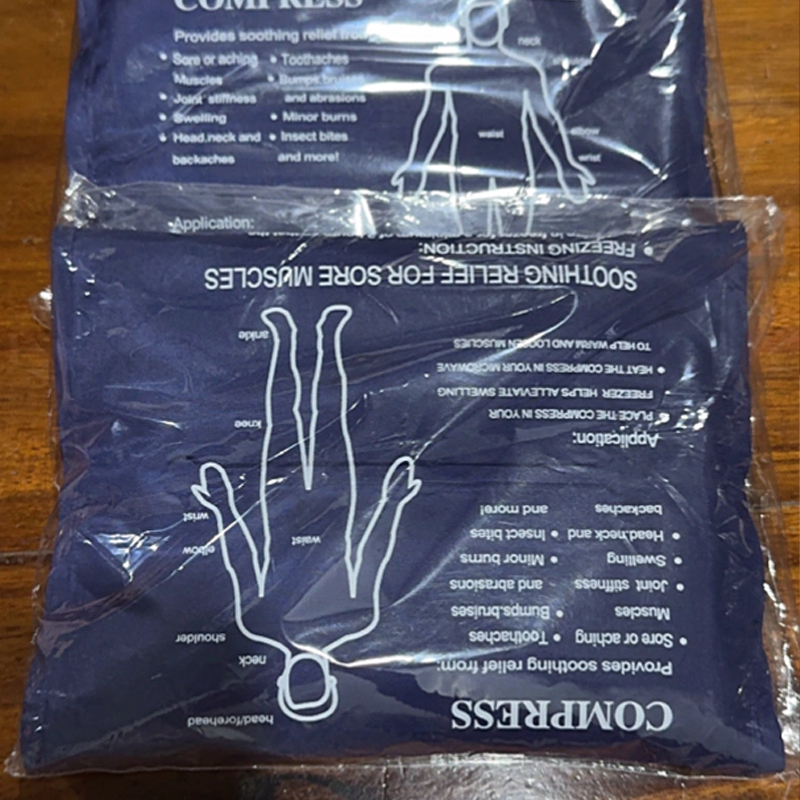 COMPRESS
Provides soothing relief from
• Sore or aching • Toothaches
Muscles • Bumps.bruises
• Joint stiffness and abrasions
• Swelling • Minor burns
• Head.neck and • Insect bites
backaches and more!
neck
waist
elbow
wrist
Application:
COMPRESS
Provides soothing relief from:
• Sore or aching • Toothaches
Muscles • Bumps.bruises
• Joint stiffness and abrasions
• Swelling • Minor burns
• Head.neck and • Insect bites
backaches and more!
Application:
• PLACE THE COMPRESS IN YOUR
FREEZER HELPS ALLEVIATE SWELLING
• HEAT THE COMPRESS IN YOUR MICROWAVE
TO HELP WARM AND LOOSEN MUSCLES
SOOTHING RELIEF FOR SORE MUSCLES
• FREEZING INSTRUCTION:
head/forehead
neck
shoulder
elbow
waist
wrist
knee
ankle